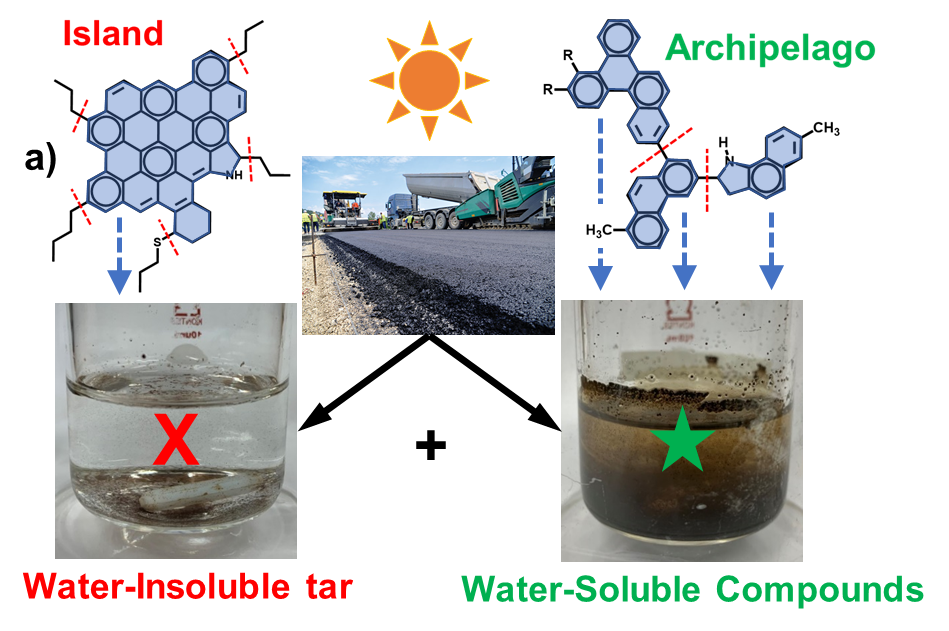 Island
Archipelago
a)
R
R
H
N
CH3
NH
H3C
S
X
+
Water-Insoluble tar
Water-Soluble Compounds